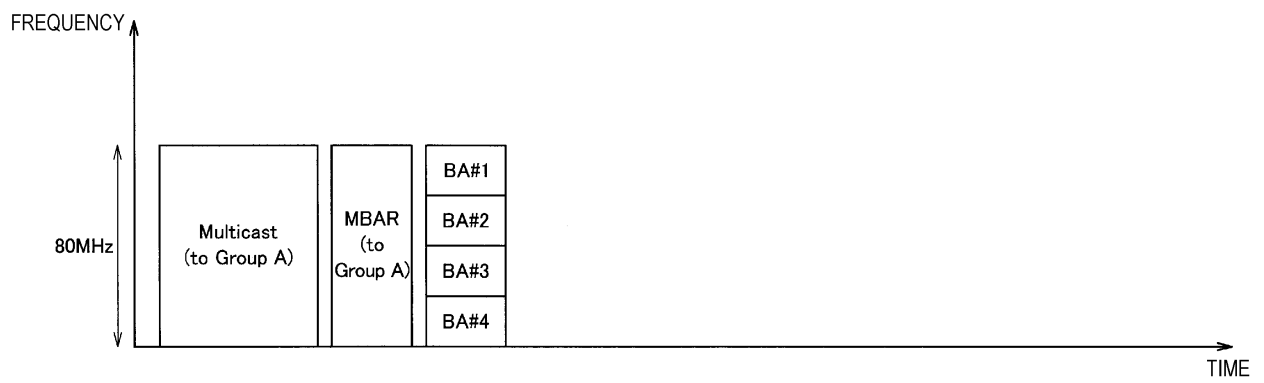 FREQUENCY
80MHz
Multicast
(to Group A)
MBAR
(to
Group A)
BA#1
BA#2
BA#3
BA#4
TIME